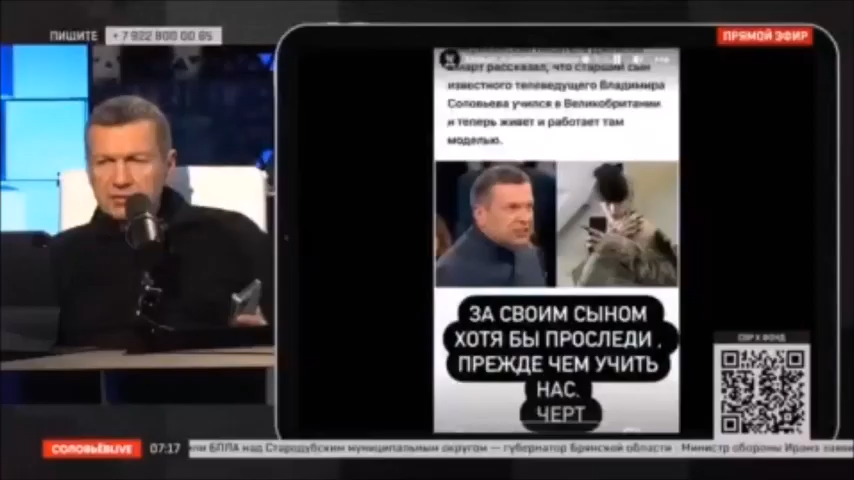 ПИШИТЕ +7 922 800 00 85
ПРЯМОЙ ЭФИР
рассказал, что старший сын
известного телеведущего Владимира
Соловьева учился в Великобритании
и теперь живет и работает там
моделью.
ЗА СВОИМ СЫНОМ
ХОТЯ БЫ ПРОСЛЕДИ ,
ПРЕЖДЕ ЧЕМ УЧИТЬ
НАС.
ЧЕРТ
СОЛОВЬЁВLIVE
07:17
БПЛА над Стародубским муниципальным округом — губернатор Брянской области · Министр обороны Ирана